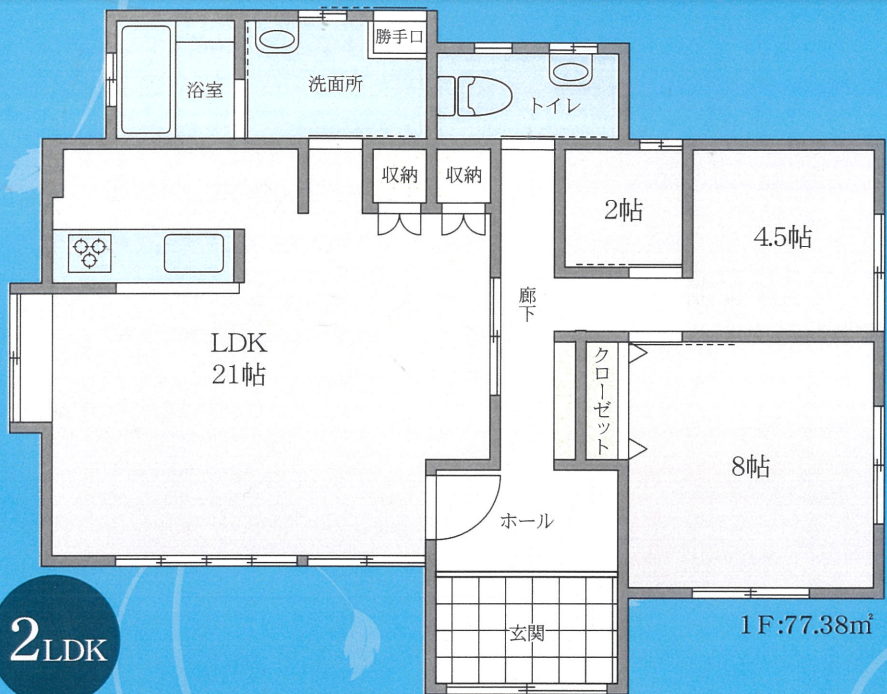 勝手口
浴室
洗面所
トイレ
収納
収納
2帖
4.5帖
廊下
LDK
21帖
クローゼット
8帖
ホール
玄関
1F:77.38㎡
2LDK